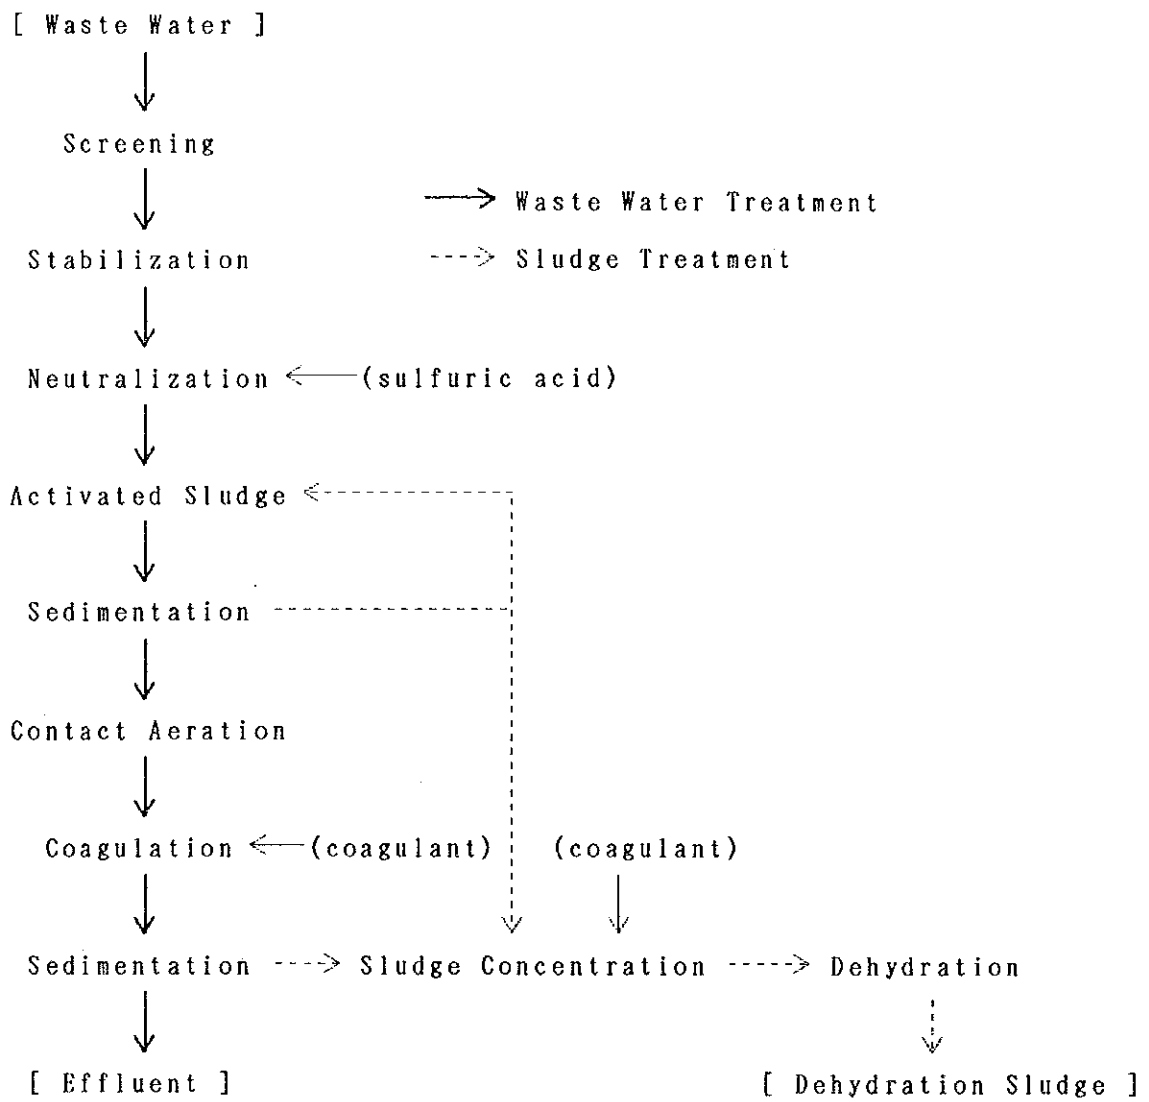 [ Waste Water ]
Screening
Waste Water Treatment
Stabilization
Sludge Treatment
Neutralization
(sulfuric acid)
Activated Sludge
Sedimentation
Contact Aeration
Coagulation
(coagulant)
(coagulant)
Sedimentation
Sludge Concentration
Dehydration
[ Effluent ]
[ Dehydration Sludge ]